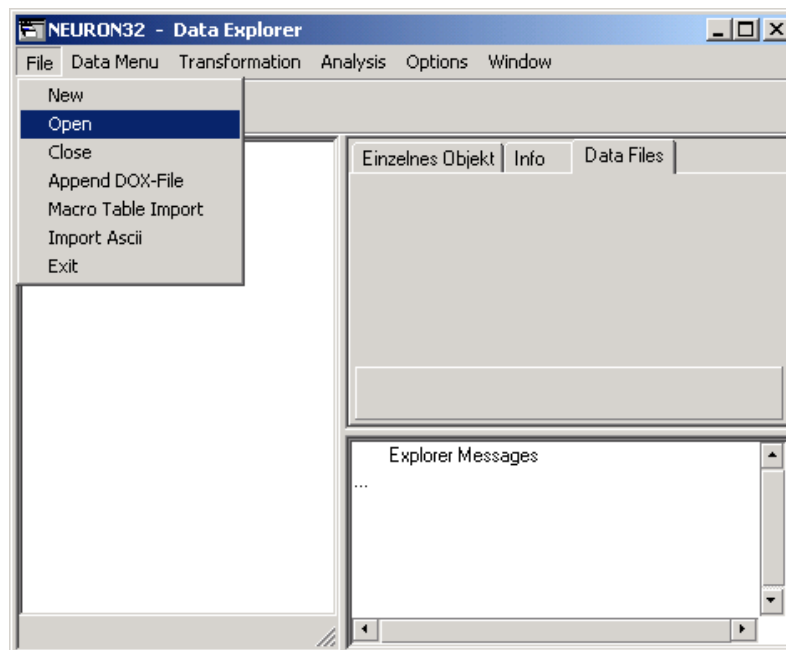 NEURON32 - Data Explorer
File Data Menu Transformation Analysis Options Window
New
Open
Close
Append DOX-File
Macro Table Import
Import Ascii
Exit
Einzelnes Objekt Info Data Files
Explorer Messages
...